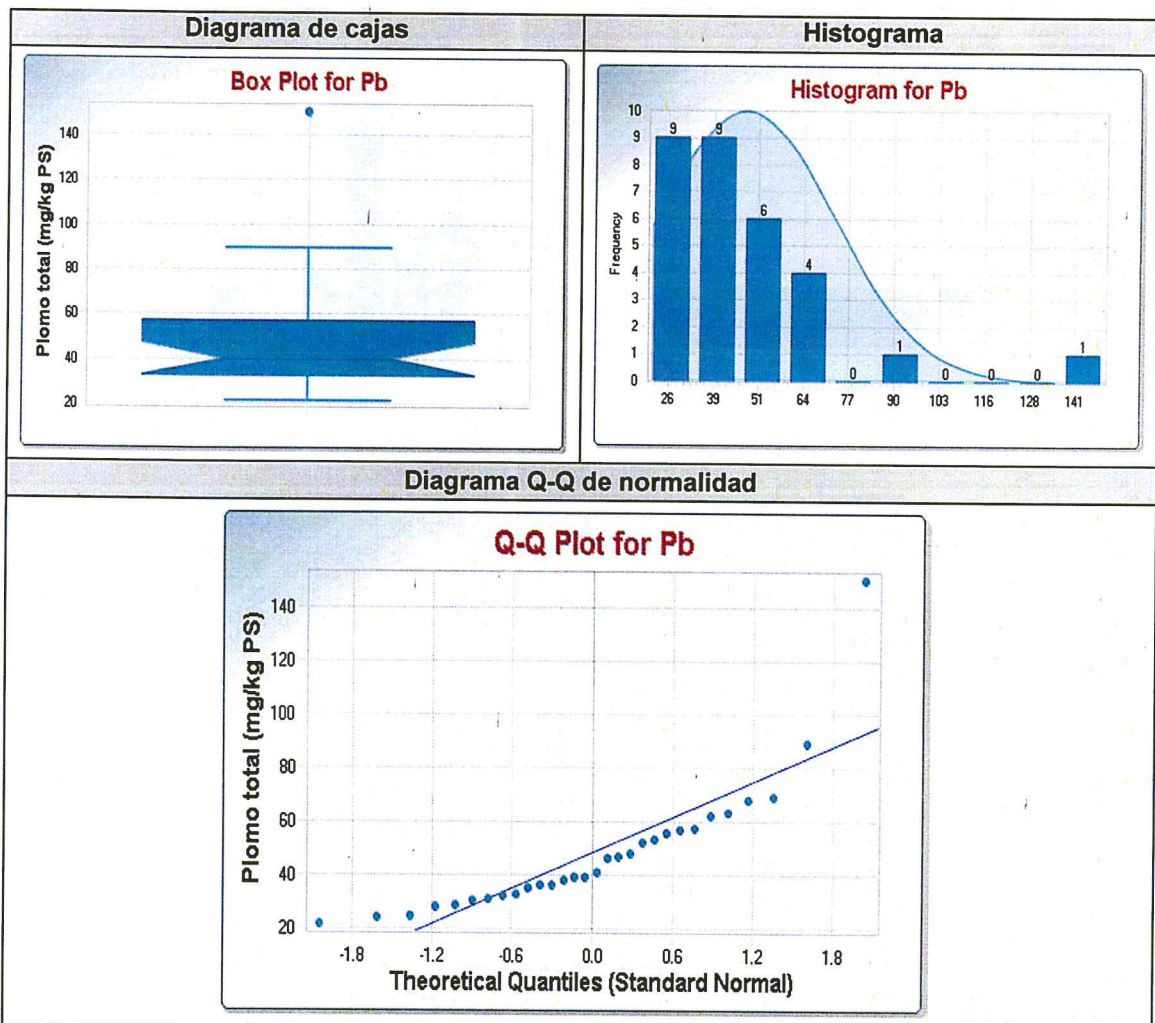 Diagrama de cajas
Histograma
Box Plot for Pb
Plomo total (mg/kg PS)
140
120
100
80
60
40
20
Histogram for Pb
Frequency
10
9
8
7
6
5
4
3
2
1
0
9
9
6
4
0
1
0
0
0
1
26 39 51 64 77 90 103 116 128 141
Diagrama Q-Q de normalidad
Q-Q Plot for Pb
Plomo total (mg/kg PS)
140
120
100
80
60
40
20
-1.8 -1.2 -0.6 0.0 0.6 1.2 1.8
Theoretical Quantiles (Standard Normal)